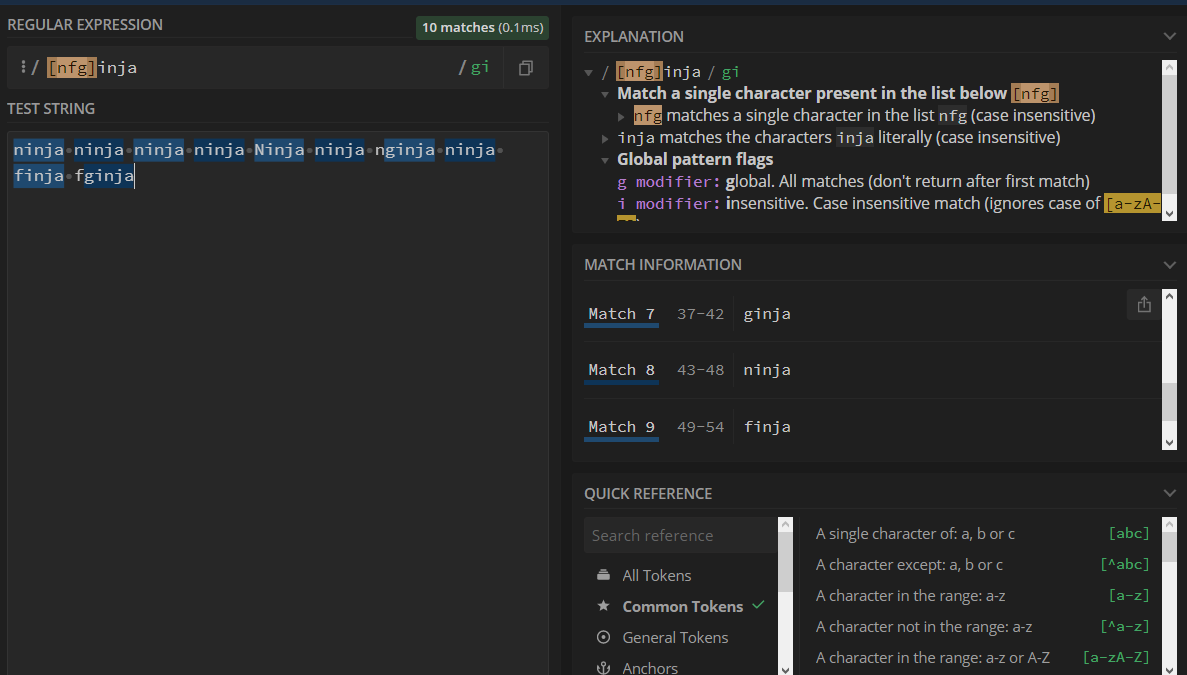 REGULAR EXPRESSION
10 matches (0.1ms)
/ [nfg]inja / gi
TEST STRING
ninja ninja ninja ninja Ninja ninja nginja ninja
finja fginja
EXPLANATION
/ [nfg]inja / gi
Match a single character present in the list below [nfg]
nfg matches a single character in the list nfg (case insensitive)
inja matches the characters inja literally (case insensitive)
Global pattern flags
g modifier: global. All matches (don't return after first match)
i modifier: insensitive. Case insensitive match (ignores case of [a-zA-
MATCH INFORMATION
Match 7 37-42 ginja
Match 8 43-48 ninja
Match 9 49-54 finja
QUICK REFERENCE
Search reference
All Tokens
Common Tokens
General Tokens
Anchors
A single character of: a, b or c [abc]
A character except: a, b or c [^abc]
A character in the range: a-z [a-z]
A character not in the range: a-z [^a-z]
A character in the range: a-z or A-Z [a-zA-Z]